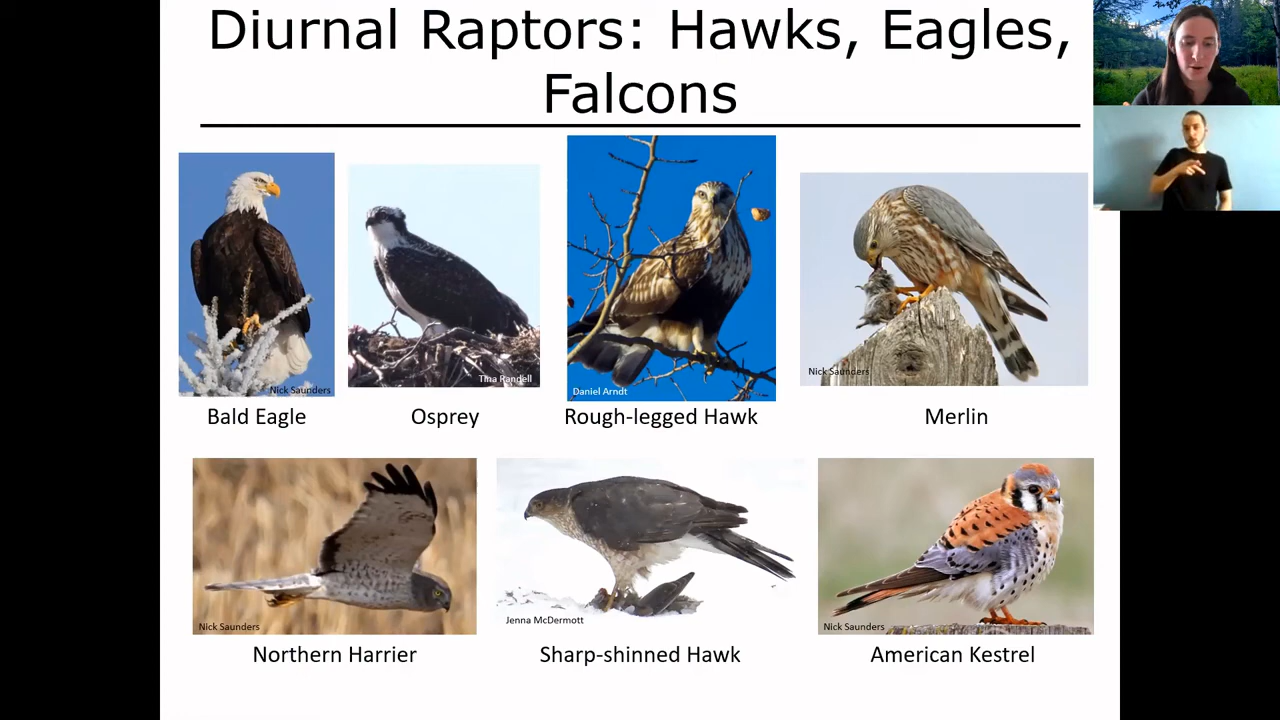 Diurnal Raptors: Hawks, Eagles,
Falcons
Nick Saunders
Tina Randell
Daniel Arndt
Nick Saunders
Bald Eagle
Osprey
Rough-legged Hawk
Merlin
Nick Saunders
Jenna McDermott
Nick Saunders
Northern Harrier
Sharp-shinned Hawk
American Kestrel